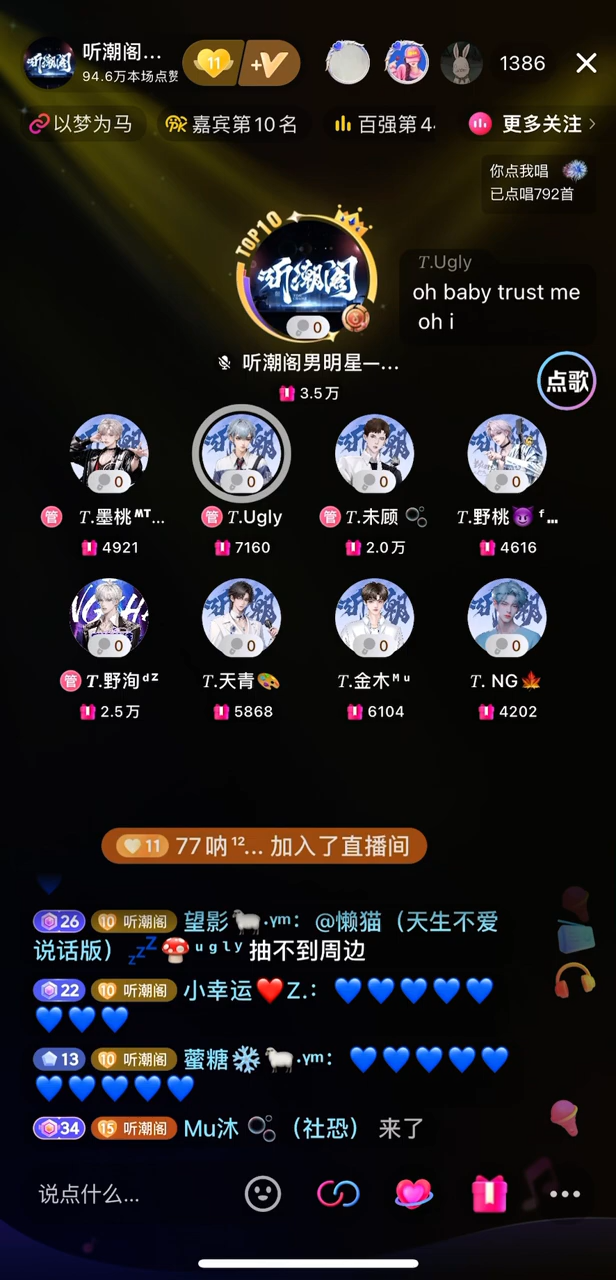 听潮阁
听潮阁...
94.6万本场点赞
11
+
1386
以梦为马
嘉宾第10名
百强第4
更多关注
你点我唱
已点唱792首
TOP10
听潮阁
0
T.Ugly
oh baby trust me
oh i
听潮阁男明星一...
3.5万
点歌
0
0
0
0
管 T.墨桃ᴹᵀ...
管 T.Ugly
管 T.未顾🫧
T.野桃😈ᶠ...
4921
7160
2.0万
4616
0
0
0
0
管 T.野洵ᵈᶻ
T.天青🎨
T.金木ᴹᵘ
T. NG🍁
2.5万
5868
6104
4202
11 77呐¹²... 加入了直播间
26 10 听潮阁 望影🐑.ᵞᵐ：@懒猫（天生不爱
说话版）💤🍄ᵘᵍˡʸ 抽不到周边
22 10 听潮阁 小幸运❤️Z.：💙💙💙💙💙
💙💙💙
13 10 听潮阁 藿糖❄️🐑.ᵞᵐ：💙💙💙💙💙
💙💙💙💙💙
34 15 听潮阁 Mu沐🫧（社恐） 来了
说点什么...